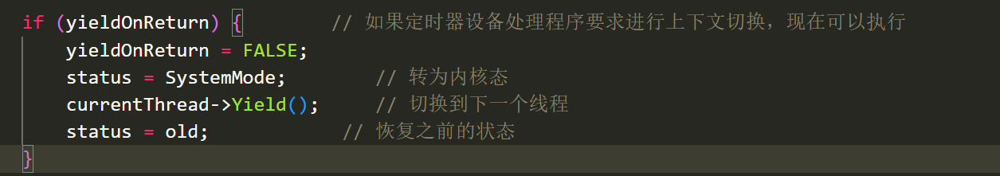 if (yieldOnReturn) { // 如果定时器设备处理程序要求进行上下文切换，现在可以执行
yieldOnReturn = FALSE;
status = SystemMode; // 转为内核态
currentThread->Yield(); // 切换到下一个线程
status = old; // 恢复之前的状态
}